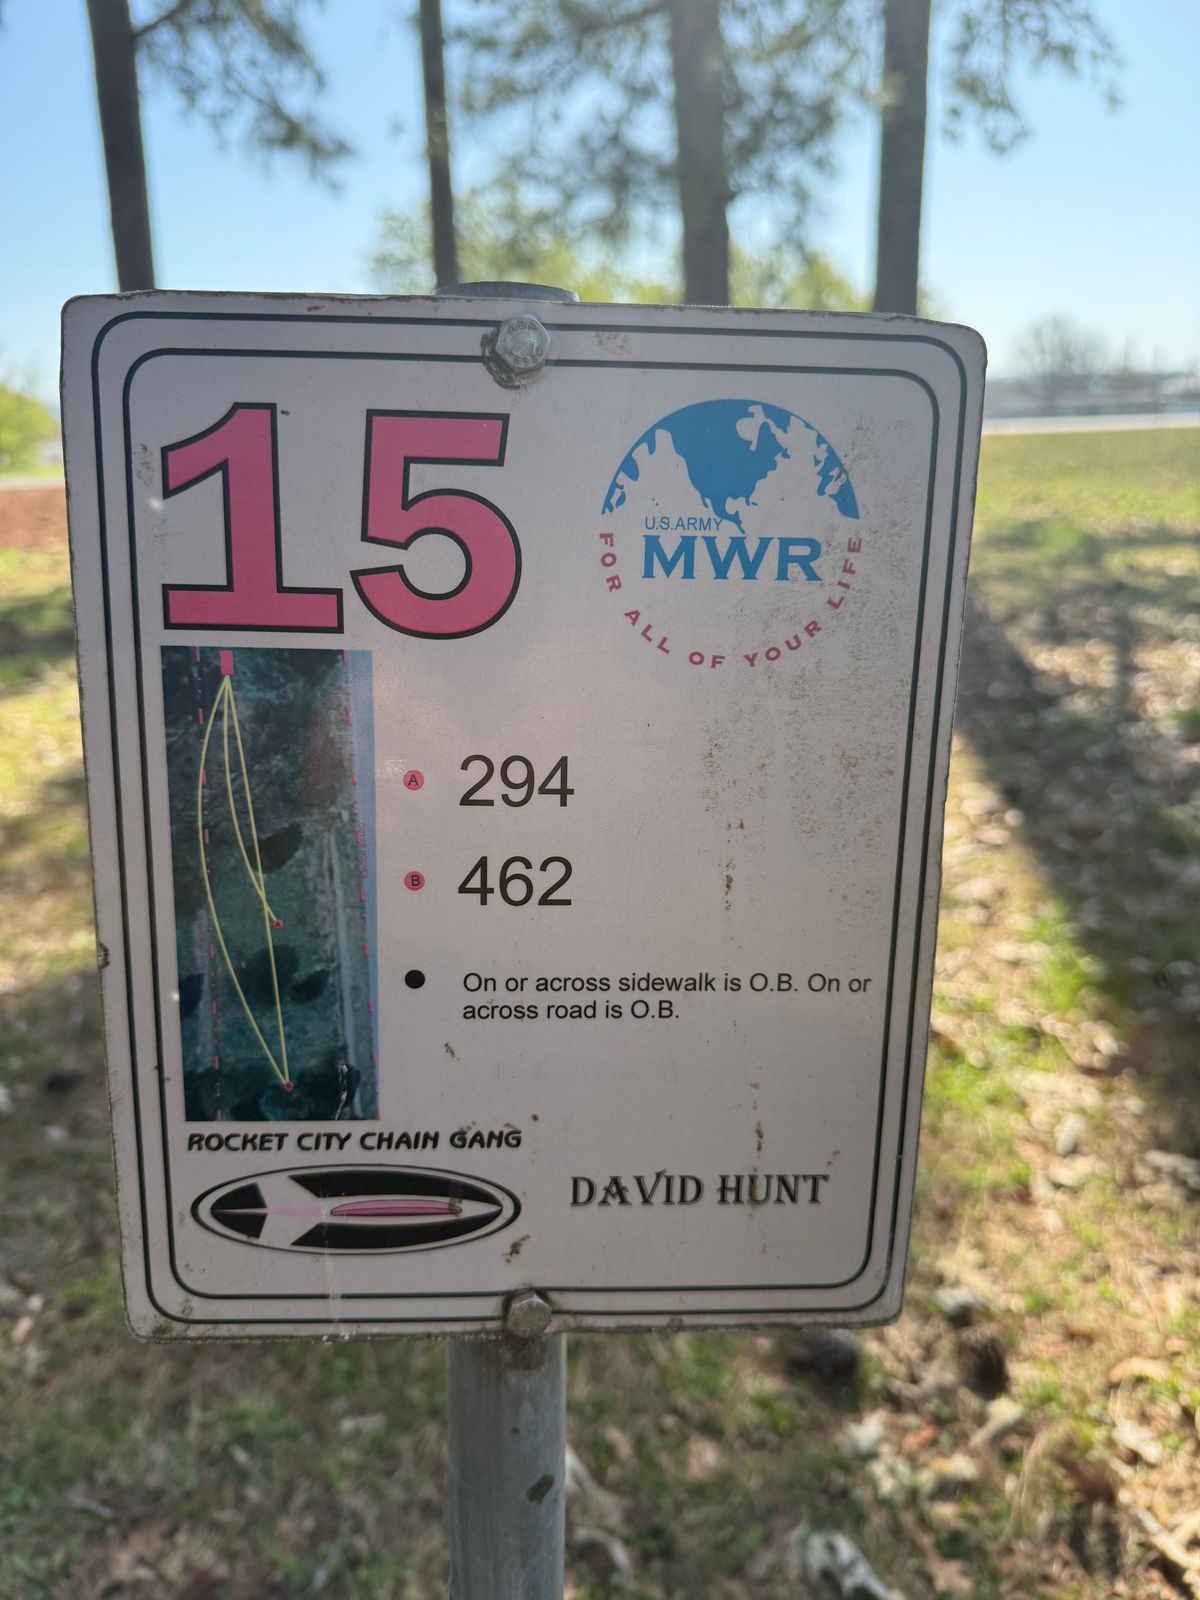 15
U.S.ARMY
MWR
FOR ALL OF YOUR LIFE
A 294
B 462
On or across sidewalk is O.B. On or
across road is O.B.
A
ROCKET CITY CHAIN GANG
DAVID HUNT